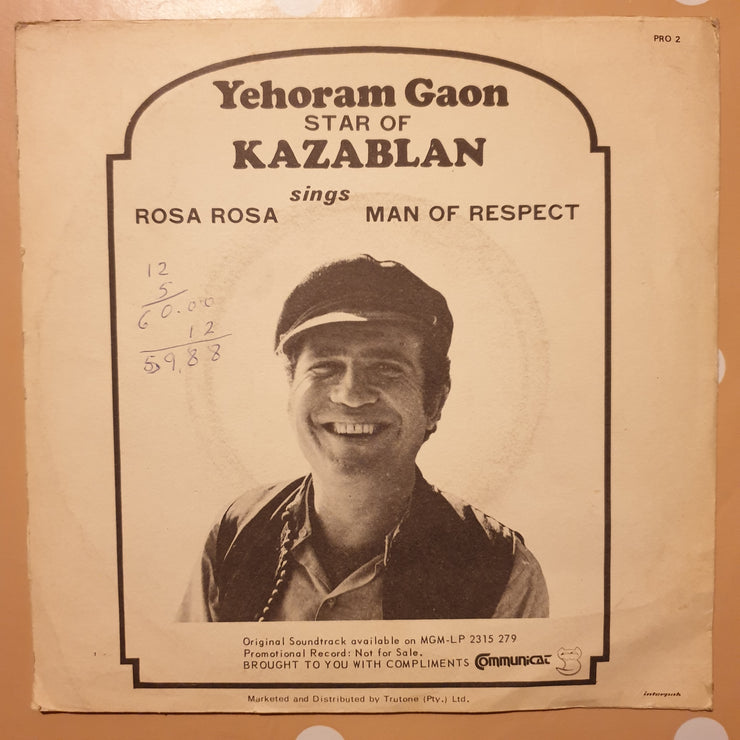 PRO 2
Yehoram Gaon
STAR OF
KAZABLAN
sings
ROSA ROSA MAN OF RESPECT
12
5
60.00
12
59.88
Original Soundtrack available on MGM-LP 2315 279
Promotional Record: Not for Sale.
BROUGHT TO YOU WITH COMPLIMENTS Communicat
Marketed and Distributed by Trutone (Pty.) Ltd.
interpak